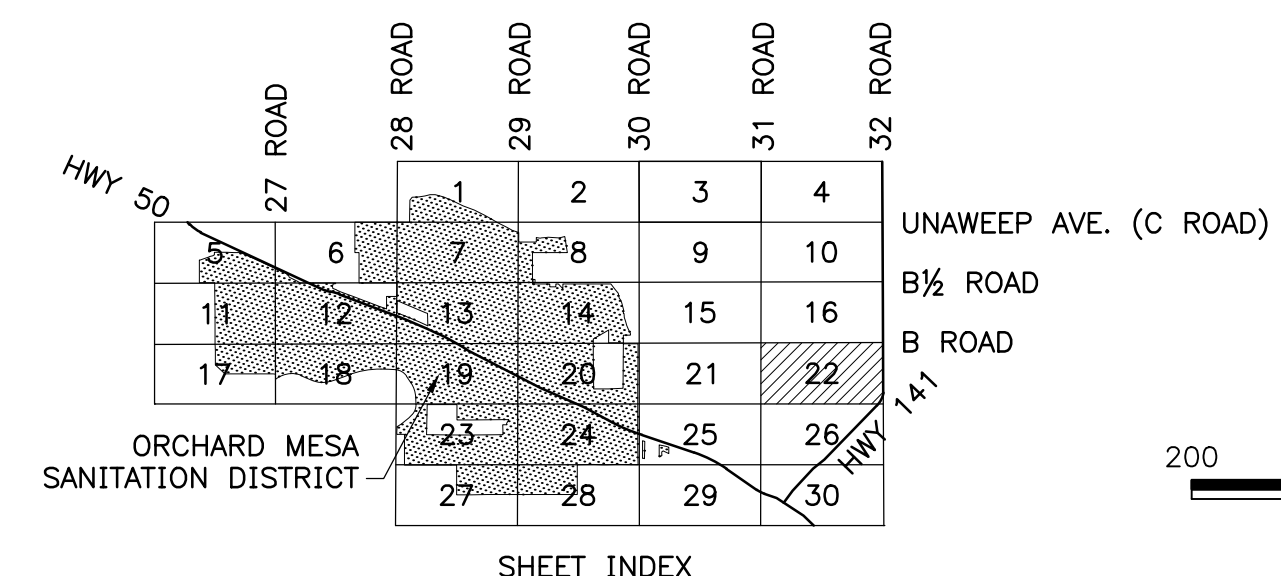 28 ROAD
29 ROAD
30 ROAD
31 ROAD
32 ROAD
27 ROAD
HWY 50
1 2 3 4
UNAWEEP AVE. (C ROAD)
5 6 7 8 9 10
B½ ROAD
11 12 13 14 15 16
B ROAD
17 18 19 20 21 22
HWY 141
23 24 25 26
ORCHARD MESA
SANITATION DISTRICT
27 28 29 30
200
SHEET INDEX